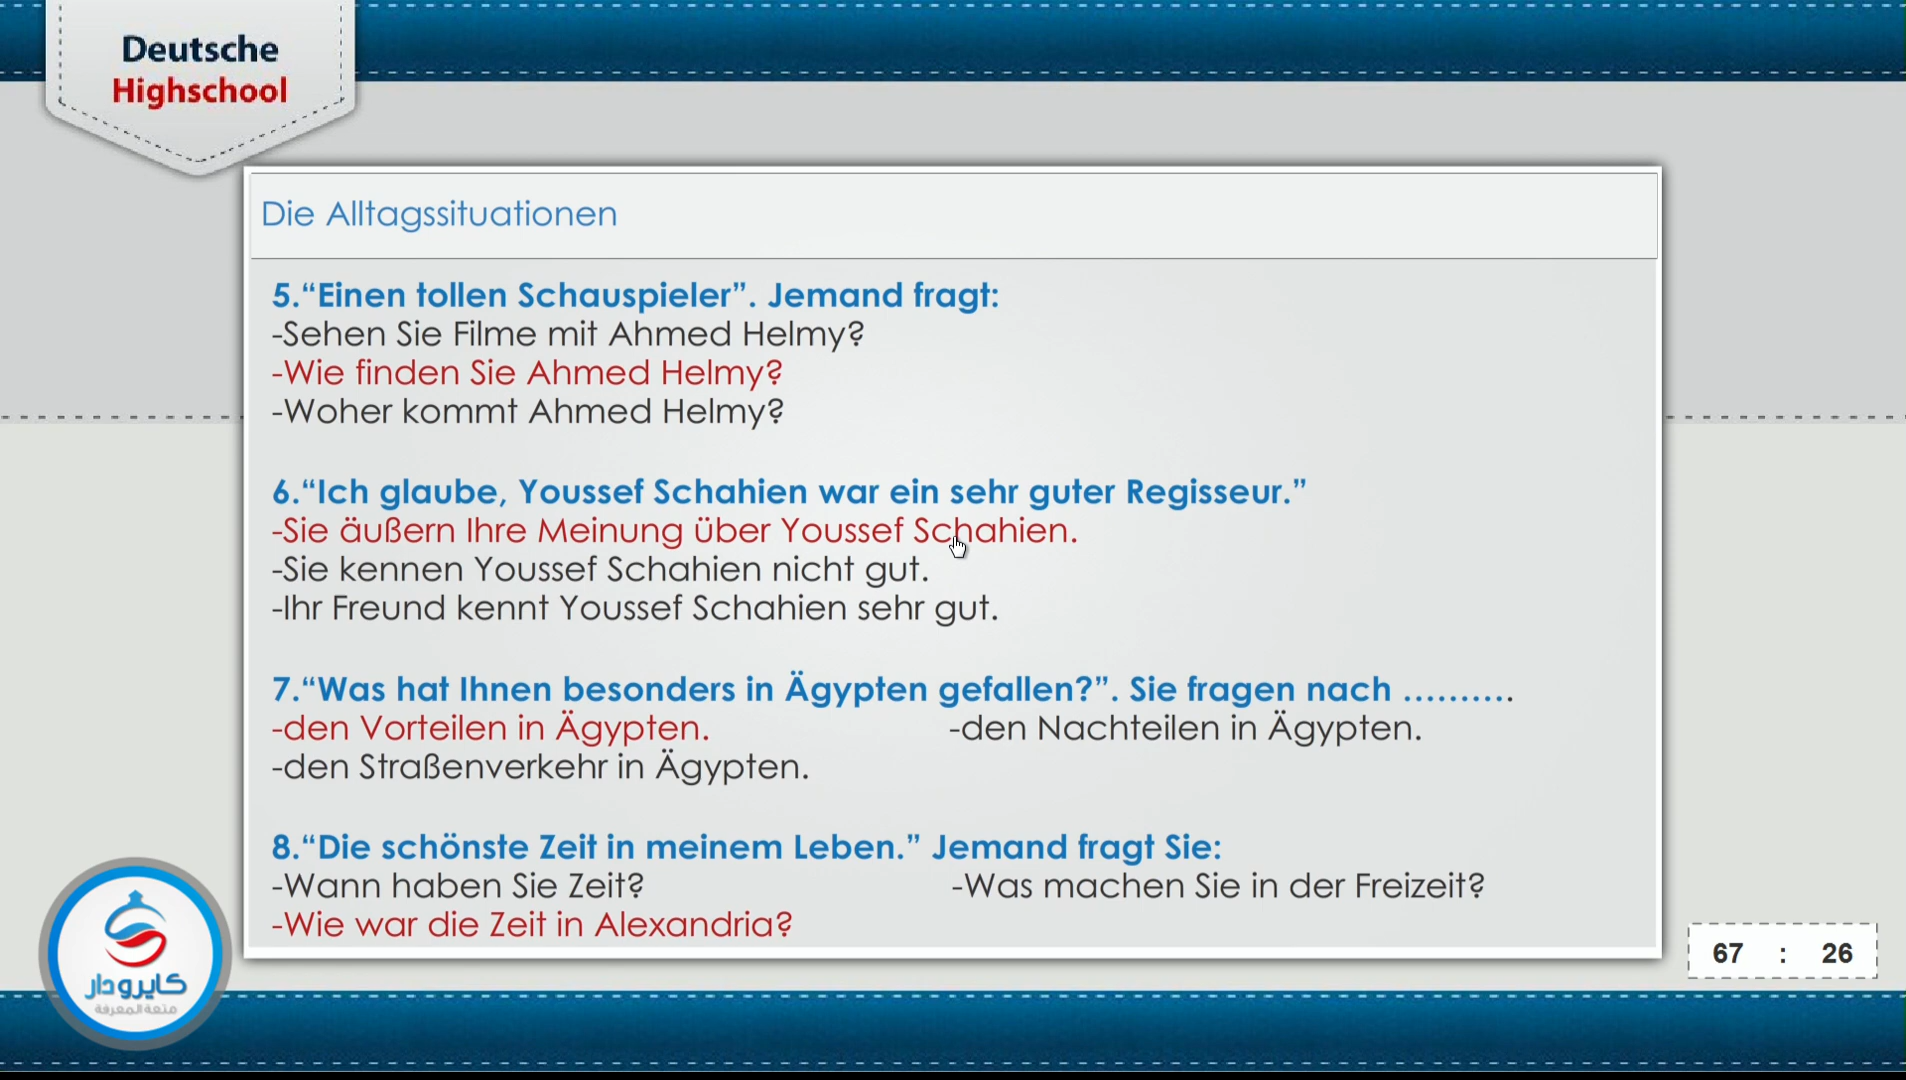 Deutsche
Highschool
Die Alltagssituationen
5.“Einen tollen Schauspieler”. Jemand fragt:
-Sehen Sie Filme mit Ahmed Helmy?
-Wie finden Sie Ahmed Helmy?
-Woher kommt Ahmed Helmy?
6.“Ich glaube, Youssef Schahien war ein sehr guter Regisseur.”
-Sie äußern Ihre Meinung über Youssef Schahien.
-Sie kennen Youssef Schahien nicht gut.
-Ihr Freund kennt Youssef Schahien sehr gut.
7.“Was hat Ihnen besonders in Ägypten gefallen?”. Sie fragen nach ……….
-den Vorteilen in Ägypten. -den Nachteilen in Ägypten.
-den Straßenverkehr in Ägypten.
8.“Die schönste Zeit in meinem Leben.” Jemand fragt Sie:
-Wann haben Sie Zeit? -Was machen Sie in der Freizeit?
-Wie war die Zeit in Alexandria?
67 : 26
كايرودار
متعة المعرفة